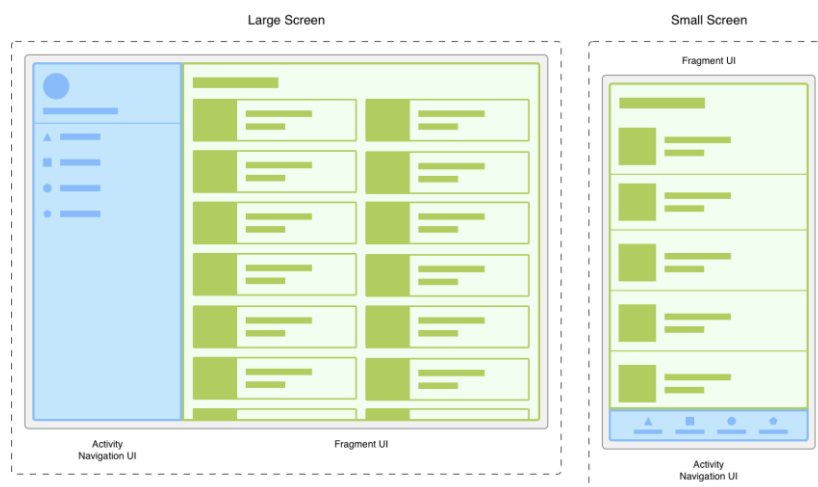 Large Screen
Activity
Navigation UI
Fragment UI
Small Screen
Fragment UI
Activity
Navigation UI